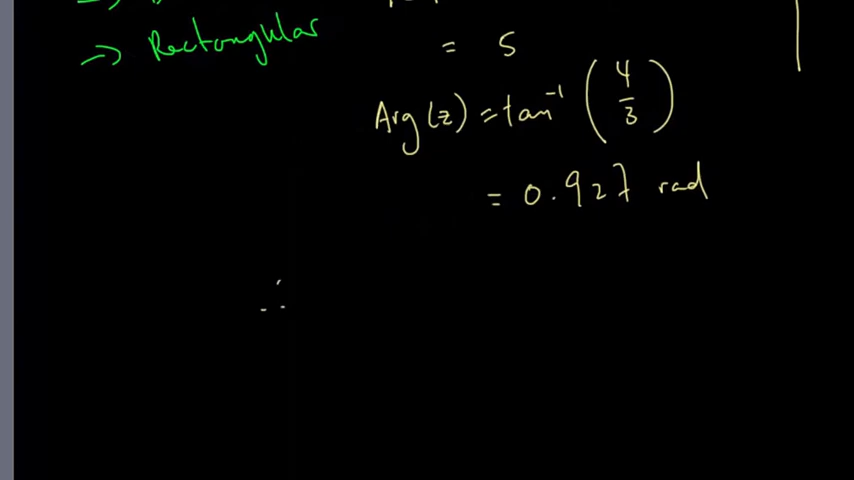 ⇒ Rectangular
= 5
Arg(z) = tan⁻¹ (4/3)
= 0.927 rad
∴